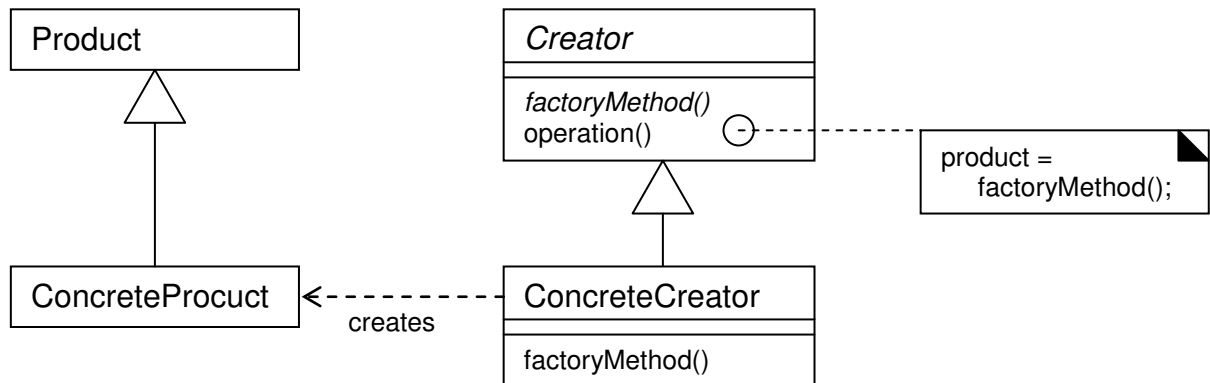 Product
Creator
factoryMethod()
operation()
product =
factoryMethod();
ConcreteProcuct
creates
ConcreteCreator
factoryMethod()